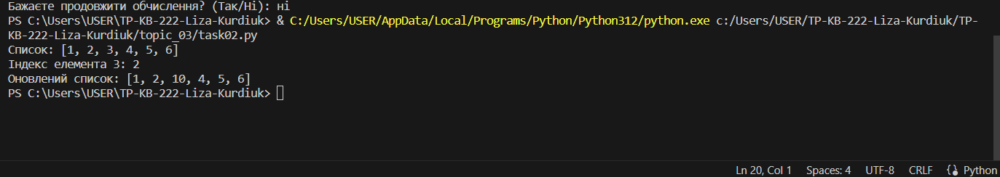 Бажаєте продовжити обчислення? (Так/Ні): ні
PS C:\Users\USER\TP-KB-222-Liza-Kurdiuk> & C:/Users/USER/AppData/Local/Programs/Python/Python312/python.exe c:/Users/USER/TP-KB-222-Liza-Kurdiuk/TP-
KB-222-Liza-Kurdiuk/topic_03/task02.py
Список: [1, 2, 3, 4, 5, 6]
Індекс елемента 3: 2
Оновлений список: [1, 2, 10, 4, 5, 6]
PS C:\Users\USER\TP-KB-222-Liza-Kurdiuk>
Ln 20, Col 1 Spaces: 4 UTF-8 CRLF Python